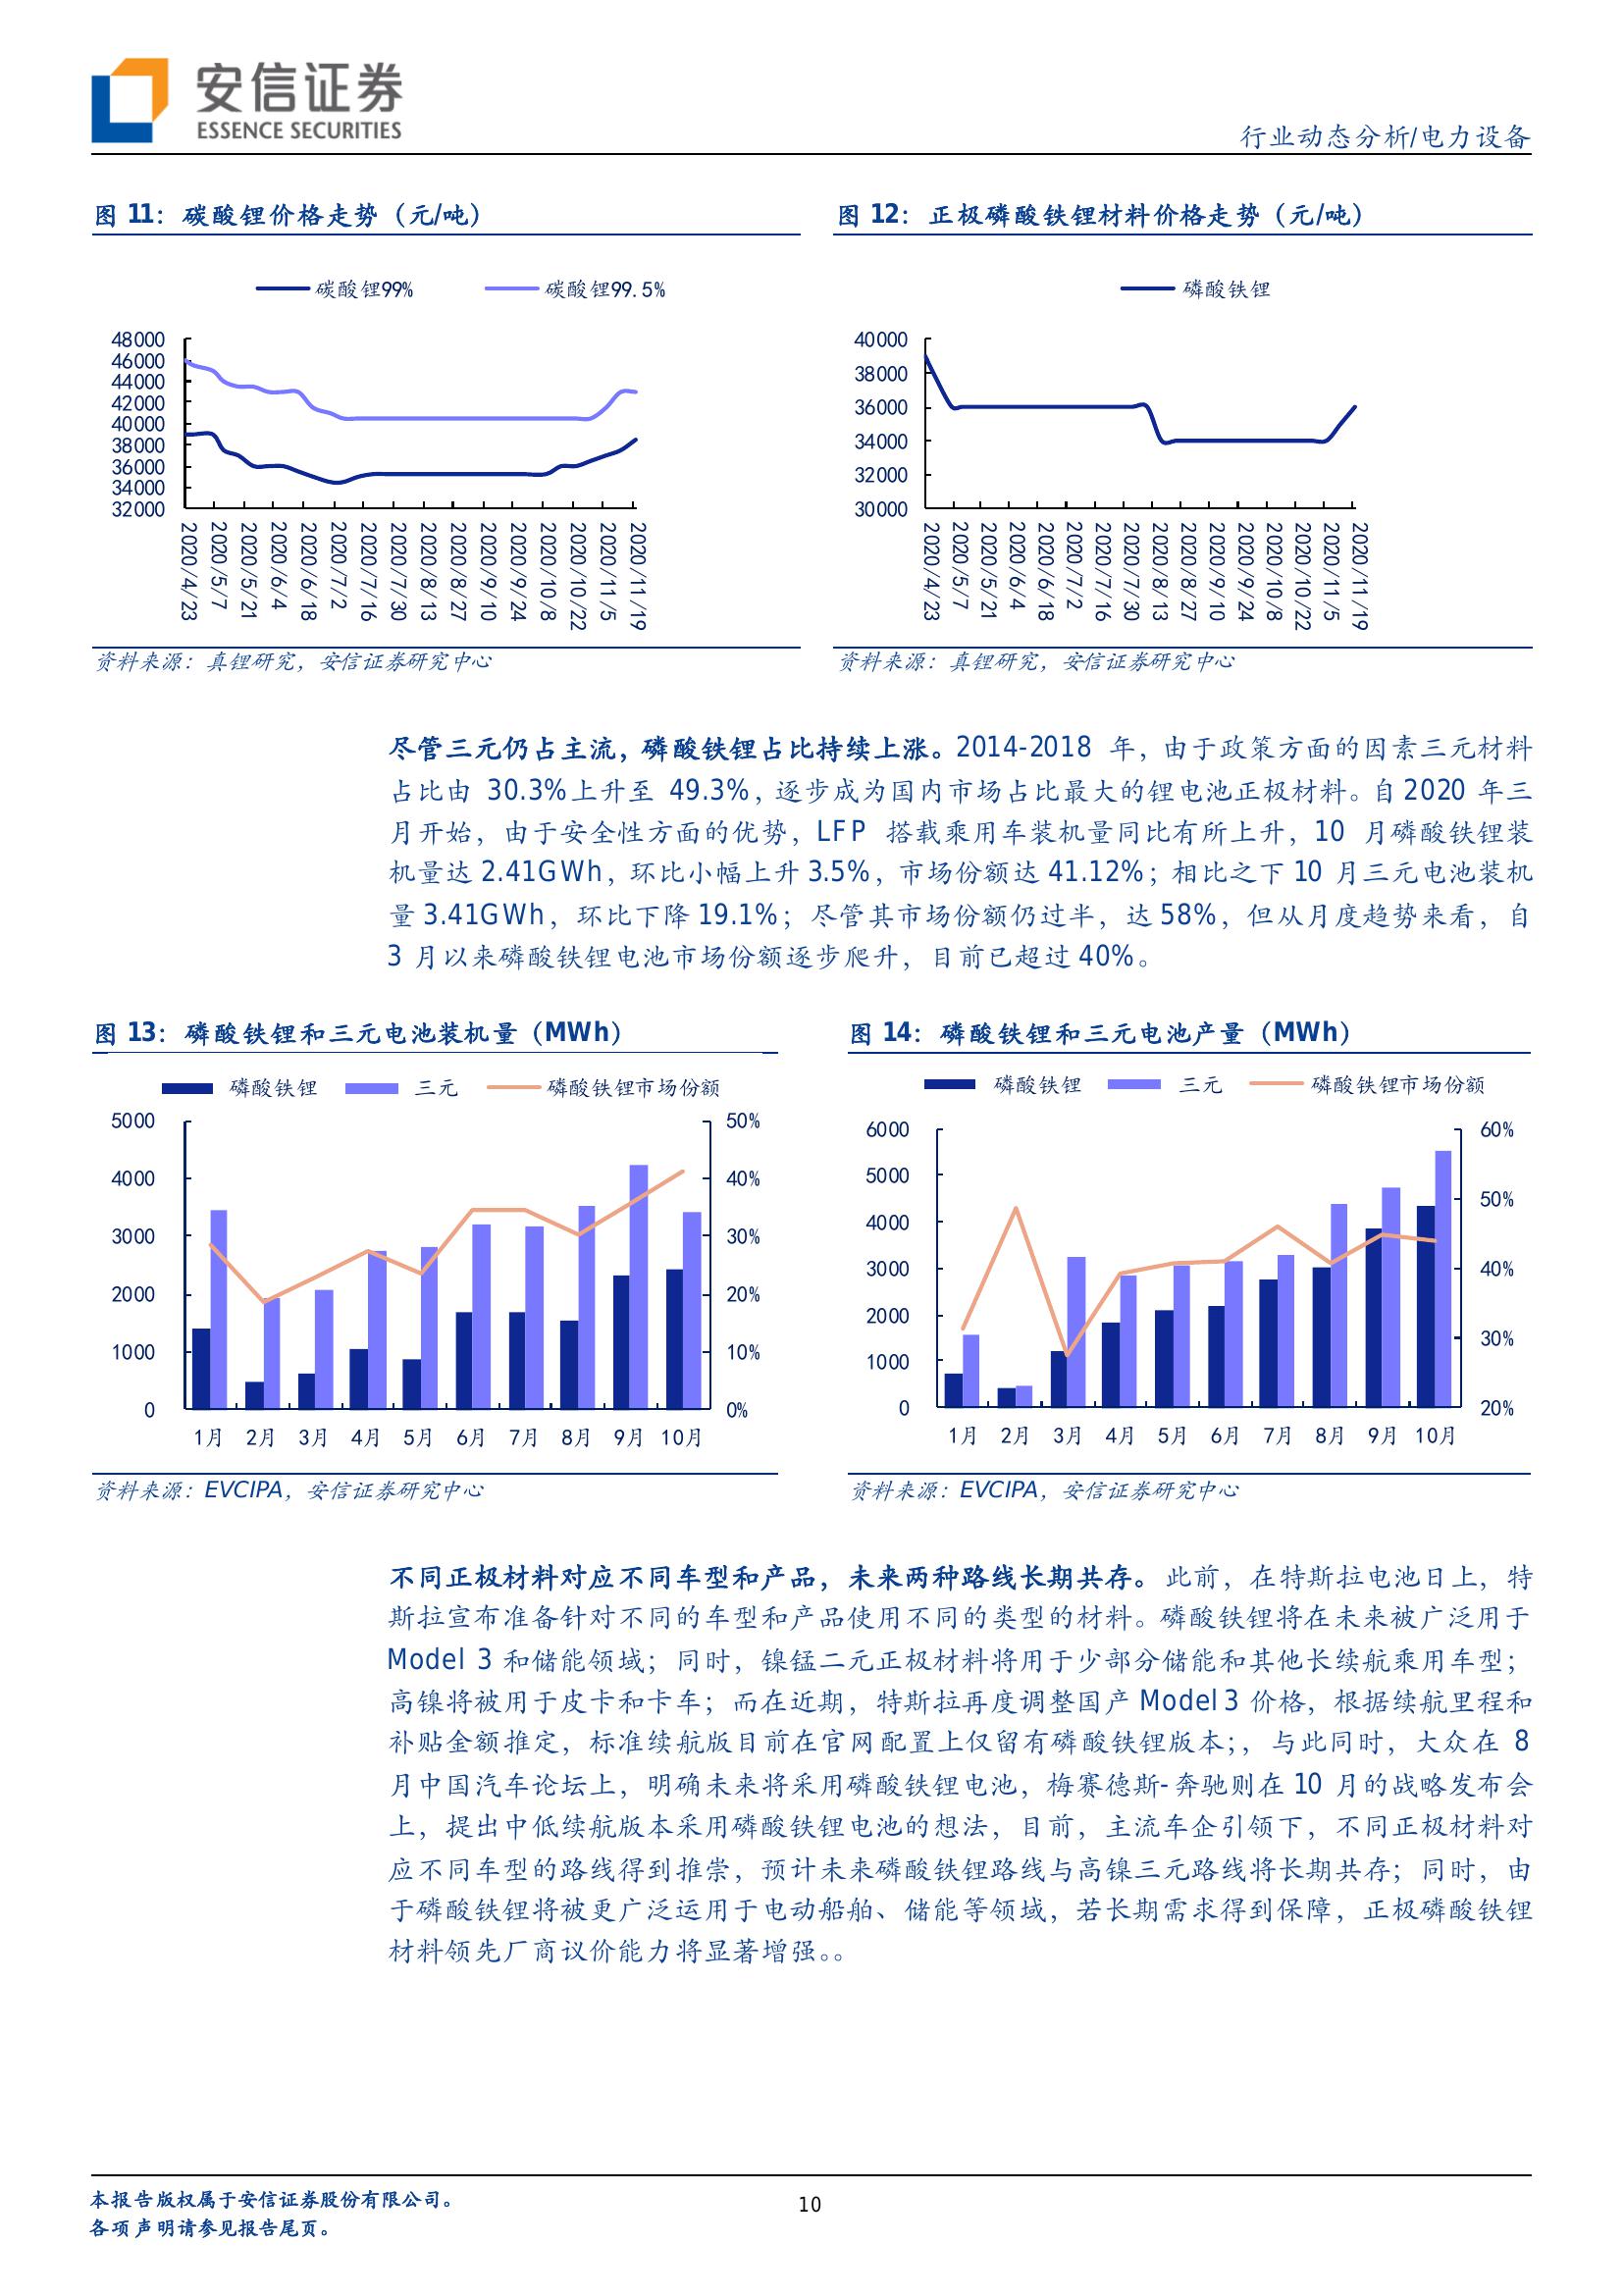 安信证券
ESSENCE SECURITIES
行业动态分析/电力设备
图 11：碳酸锂价格走势（元/吨）
碳酸锂99%
碳酸锂99.5%
48000
46000
44000
42000
40000
38000
36000
34000
32000
2020/4/23
2020/5/7
2020/5/21
2020/6/4
2020/6/18
2020/7/2
2020/7/16
2020/7/30
2020/8/13
2020/8/27
2020/9/10
2020/9/24
2020/10/8
2020/10/22
2020/11/5
2020/11/19
资料来源：真锂研究，安信证券研究中心
图 12：正极磷酸铁锂材料价格走势（元/吨）
磷酸铁锂
40000
38000
36000
34000
32000
30000
2020/4/23
2020/5/7
2020/5/21
2020/6/4
2020/6/18
2020/7/2
2020/7/16
2020/7/30
2020/8/13
2020/8/27
2020/9/10
2020/9/24
2020/10/8
2020/10/22
2020/11/5
2020/11/19
资料来源：真锂研究，安信证券研究中心
尽管三元仍占主流，磷酸铁锂占比持续上涨。2014-2018 年，由于政策方面的因素三元材料
占比由 30.3%上升至 49.3%，逐步成为国内市场占比最大的锂电池正极材料。自 2020 年三
月开始，由于安全性方面的优势，LFP 搭载乘用车装机量同比有所上升，10 月磷酸铁锂装
机量达 2.41GWh，环比小幅上升 3.5%，市场份额达 41.12%；相比之下 10 月三元电池装机
量 3.41GWh，环比下降 19.1%；尽管其市场份额仍过半，达 58%，但从月度趋势来看，自
3 月以来磷酸铁锂电池市场份额逐步爬升，目前已超过 40%。
图 13：磷酸铁锂和三元电池装机量（MWh）
磷酸铁锂
三元
磷酸铁锂市场份额
5000
4000
3000
2000
1000
0
50%
40%
30%
20%
10%
0%
1月 2月 3月 4月 5月 6月 7月 8月 9月 10月
资料来源：EVCIPA，安信证券研究中心
图 14：磷酸铁锂和三元电池产量（MWh）
磷酸铁锂
三元
磷酸铁锂市场份额
6000
5000
4000
3000
2000
1000
0
60%
50%
40%
30%
20%
1月 2月 3月 4月 5月 6月 7月 8月 9月 10月
资料来源：EVCIPA，安信证券研究中心
不同正极材料对应不同车型和产品，未来两种路线长期共存。此前，在特斯拉电池日上，特
斯拉宣布准备针对不同的车型和产品使用不同的类型的材料。磷酸铁锂将在未来被广泛用于
Model 3 和储能领域；同时，镍锰二元正极材料将用于少部分储能和其他长续航乘用车型；
高镍将被用于皮卡和卡车；而在近期，特斯拉再度调整国产 Model 3 价格，根据续航里程和
补贴金额推定，标准续航版目前在官网配置上仅留有磷酸铁锂版本；，与此同时，大众在 8
月中国汽车论坛上，明确未来将采用磷酸铁锂电池，梅赛德斯-奔驰则在 10 月的战略发布会
上，提出中低续航版本采用磷酸铁锂电池的想法，目前，主流车企引领下，不同正极材料对
应不同车型的路线得到推崇，预计未来磷酸铁锂路线与高镍三元路线将长期共存；同时，由
于磷酸铁锂将被更广泛运用于电动船舶、储能等领域，若长期需求得到保障，正极磷酸铁锂
材料领先厂商议价能力将显著增强。。
本报告版权属于安信证券股份有限公司。
各项声明请参见报告尾页。
10